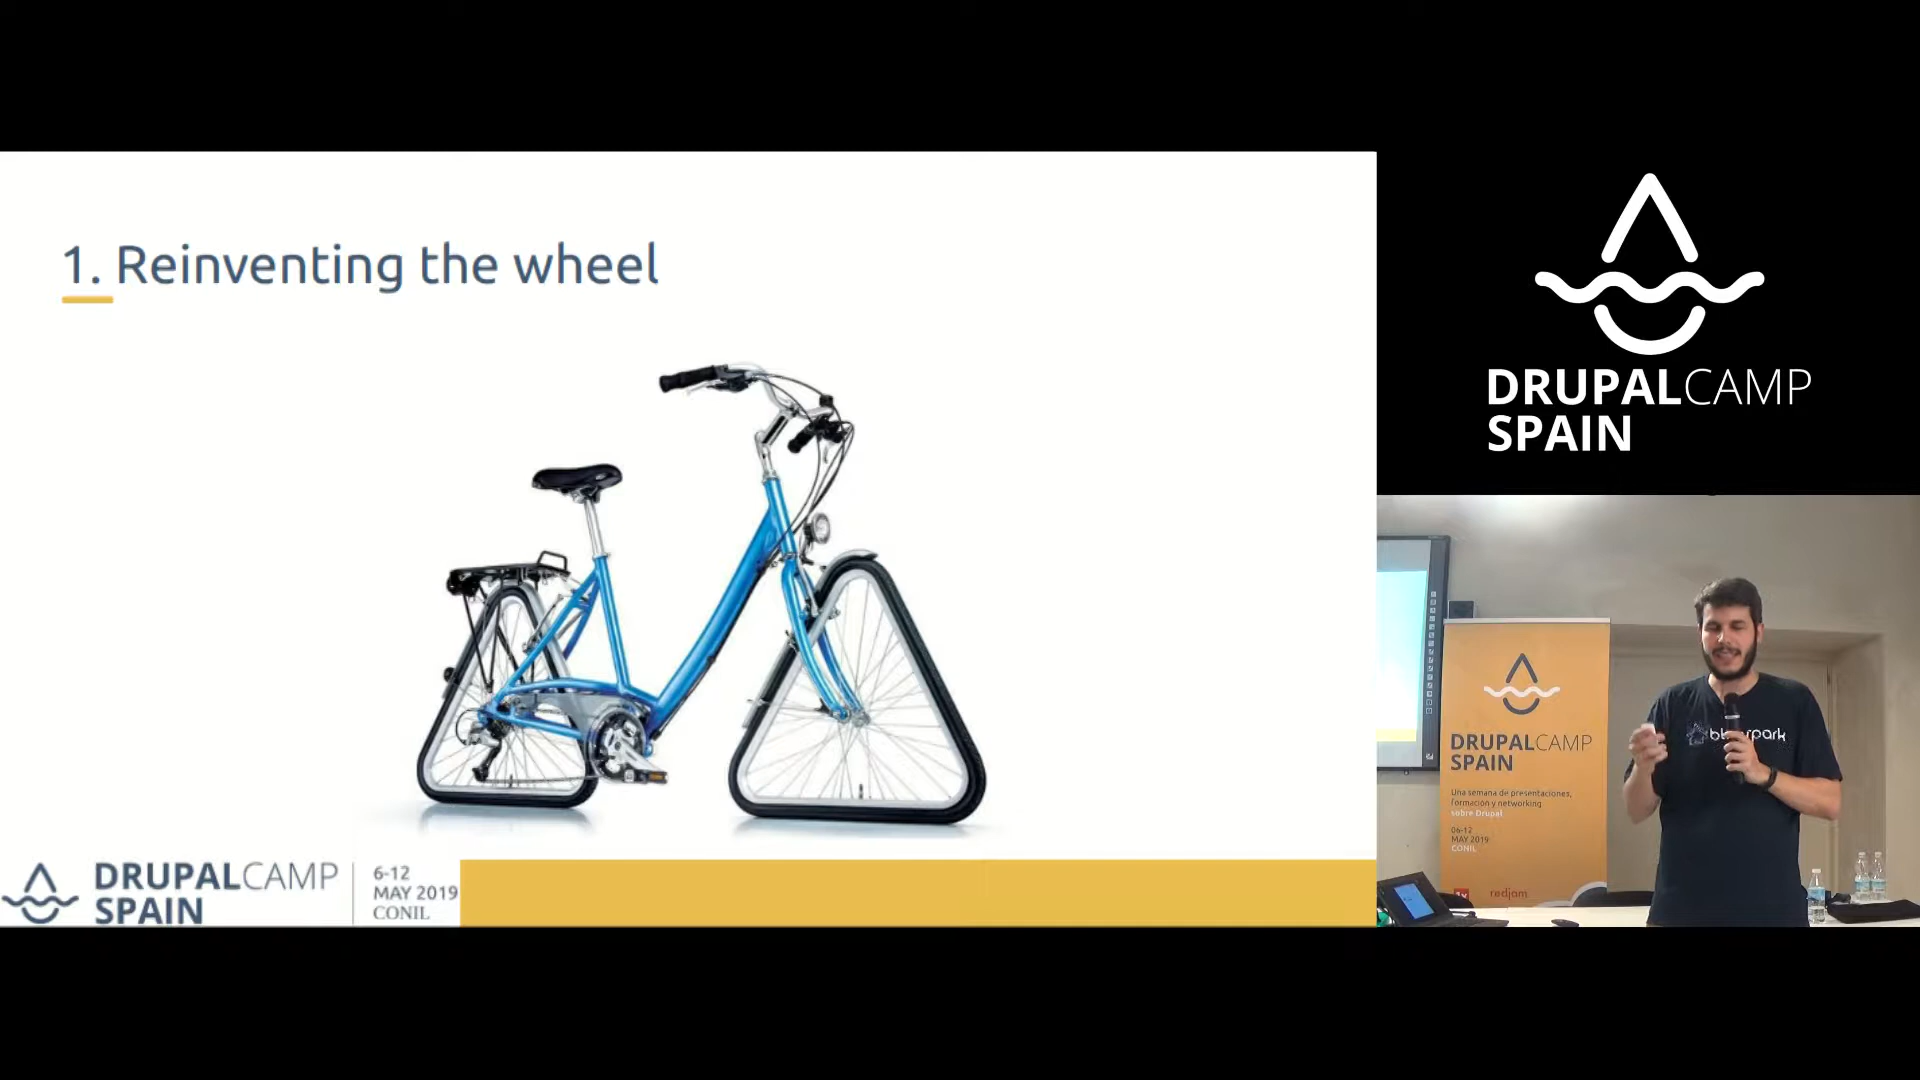 1. Reinventing the wheel
DRUPALCAMP
SPAIN
6-12
MAY 2019
CONIL
DRUPALCAMP
SPAIN
DRUPALCAMP
SPAIN
Una semana de presentaciones,
formación y networking
sobre Drupal
06-12
MAY 2019
CONIL
redjam